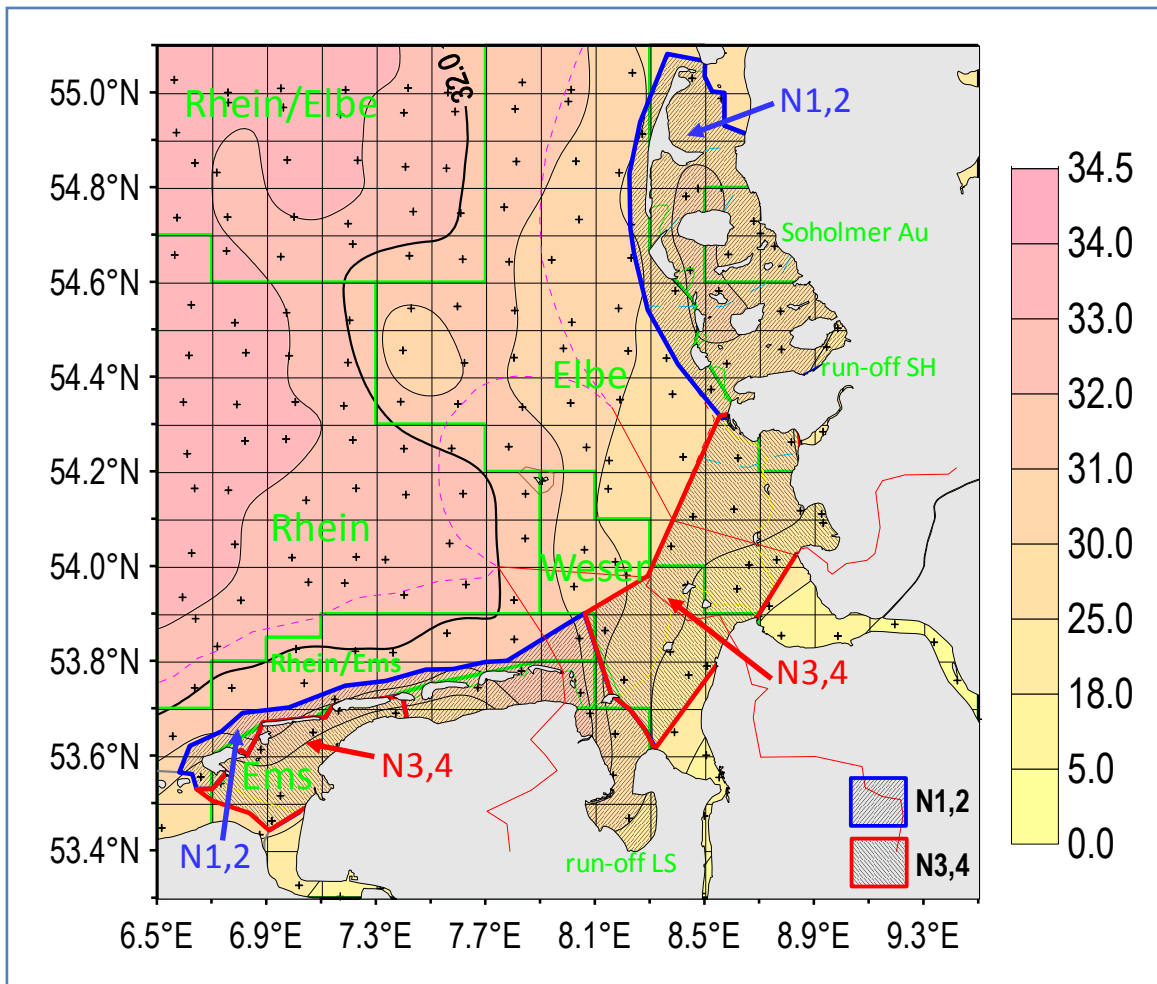 55.0°N
54.8°N
54.6°N
54.4°N
54.2°N
54.0°N
53.8°N
53.6°N
53.4°N
Rhein/Elbe
32.0
N1,2
Soholmer Au
Elbe
run-off SH
Rhein
Weser
Rhein/Ems
N3,4
N3,4
Ems
N1,2
run-off LS
N1,2
N3,4
34.5
34.0
33.0
32.0
31.0
30.0
25.0
18.0
5.0
0.0
6.5°E 6.9°E 7.3°E 7.7°E 8.1°E 8.5°E 8.9°E 9.3°E